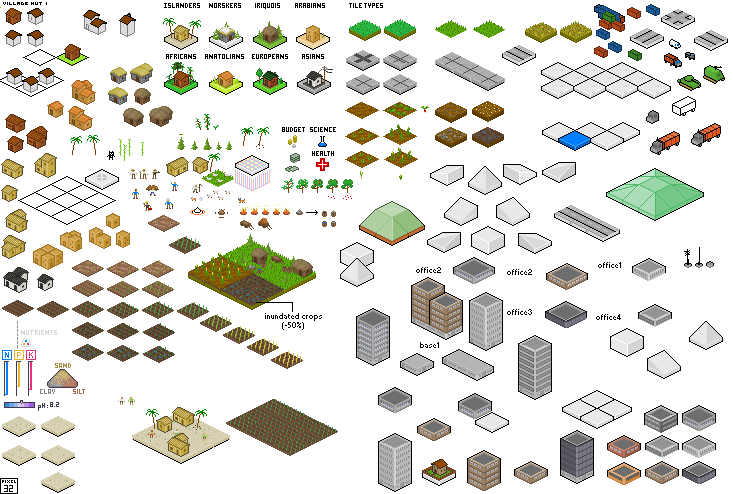 VILLAGE HUT 1
ISLANDERS NORSKERS IRIQUOIS ARABIANS
TILE TYPES
AFRICANS ANATOLIANS EUROPEANS ASIANS
BUDGET SCIENCE
HEALTH
office2
office2
office1
inundated crops
(-50%)
office3
office4
base1
NUTRIENTS
N P K
SAND
CLAY SILT
pH:8.2
PIXEL
32